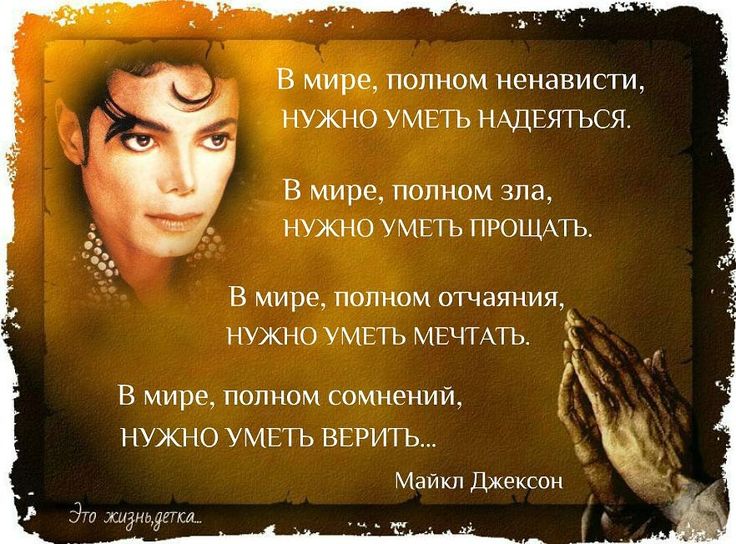 В мире, полном ненависти,
НУЖНО УМЕТЬ НАДЕЯТЬСЯ.
В мире, полном зла,
НУЖНО УМЕТЬ ПРОЩАТЬ.
В мире, полном отчаяния,
НУЖНО УМЕТЬ МЕЧТАТЬ.
В мире, полном сомнений,
НУЖНО УМЕТЬ ВЕРИТЬ...
Майкл Джексон
Это жизнь,детка...